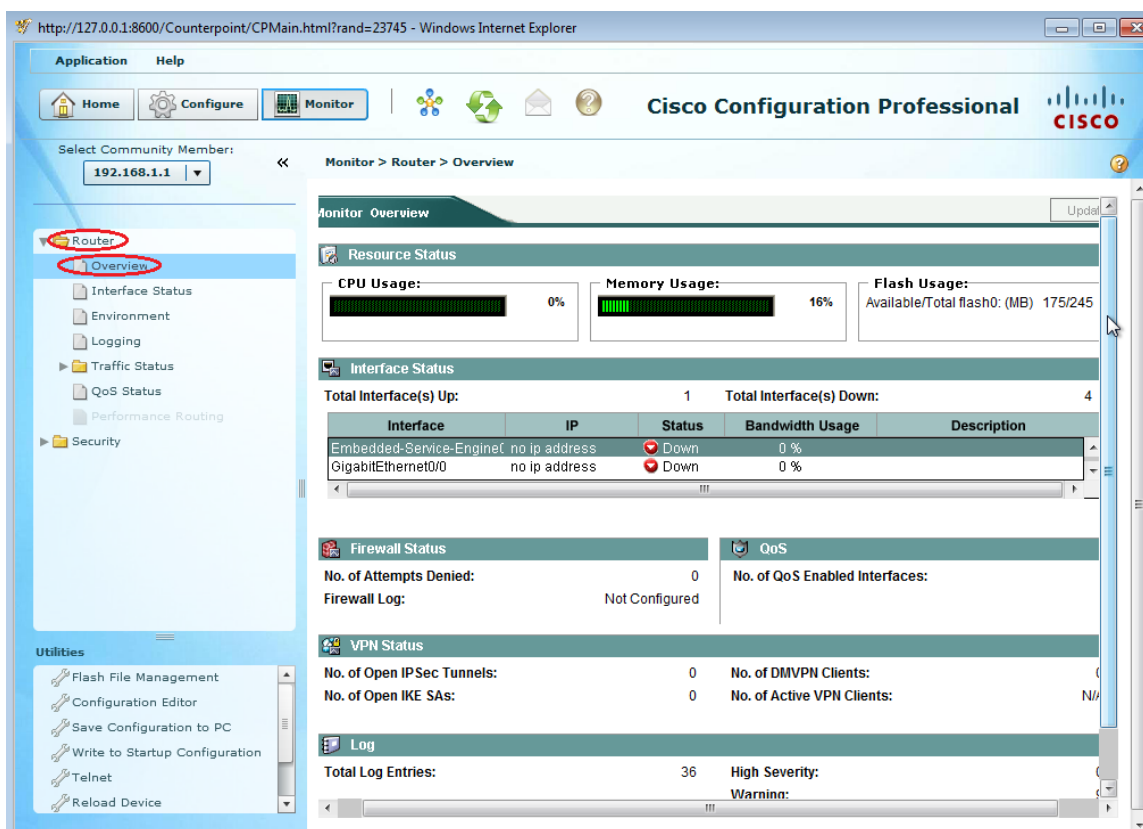 http://127.0.0.1:8600/Counterpoint/CPMain.html?rand=23745 - Windows Internet Explorer
Application Help
Home Configure Monitor Cisco Configuration Professional
CISCO
Select Community Member:
192.168.1.1
Monitor > Router > Overview
Router
Overview
Interface Status
Environment
Logging
Traffic Status
QoS Status
Performance Routing
Security
Utilities
Flash File Management
Configuration Editor
Save Configuration to PC
Write to Startup Configuration
Telnet
Reload Device
Monitor Overview
Resource Status
CPU Usage: Memory Usage: Flash Usage:
0% 16% Available/Total flash0: (MB) 175/245
Interface Status
Total Interface(s) Up: 1 Total Interface(s) Down: 4
Interface IP Status Bandwidth Usage Description
no ip address Down 0 %
GigabitEthernet0/0 no ip address Down 0 %
Firewall Status QoS
No. of Attempts Denied: 0 No. of QoS Enabled Interfaces:
Firewall Log: Not Configured
VPN Status
No. of Open IPSec Tunnels: 0 No. of DMVPN Clients:
No. of Open IKE SAs: 0 No. of Active VPN Clients:
Log
Total Log Entries: 36 High Severity:
Warning: